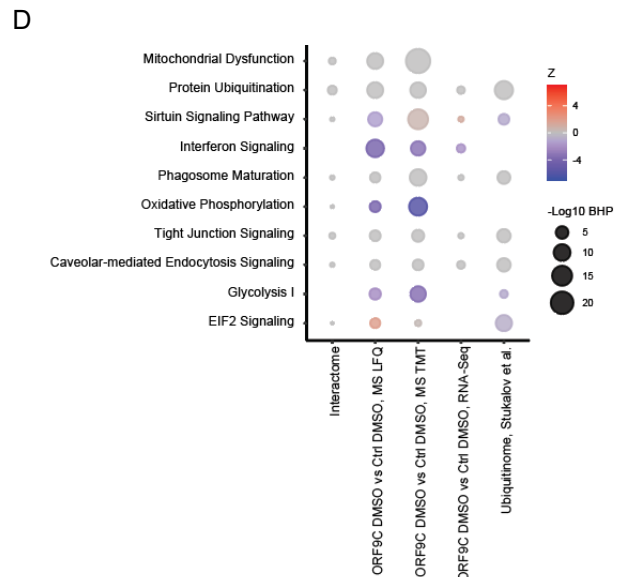 D
Mitochondrial Dysfunction
Protein Ubiquitination
Sirtuin Signaling Pathway
Interferon Signaling
Phagosome Maturation
Oxidative Phosphorylation
Tight Junction Signaling
Caveolar-mediated Endocytosis Signaling
Glycolysis I
EIF2 Signaling
Interactome
ORF9C DMSO vs Ctrl DMSO, MS LFQ
ORF9C DMSO vs Ctrl DMSO, MS TMT
ORF9C DMSO vs Ctrl DMSO, RNA-Seq
Ubiquitinome, Stukalov et al.
Z
4
0
-4
-Log10 BHP
5
10
15
20